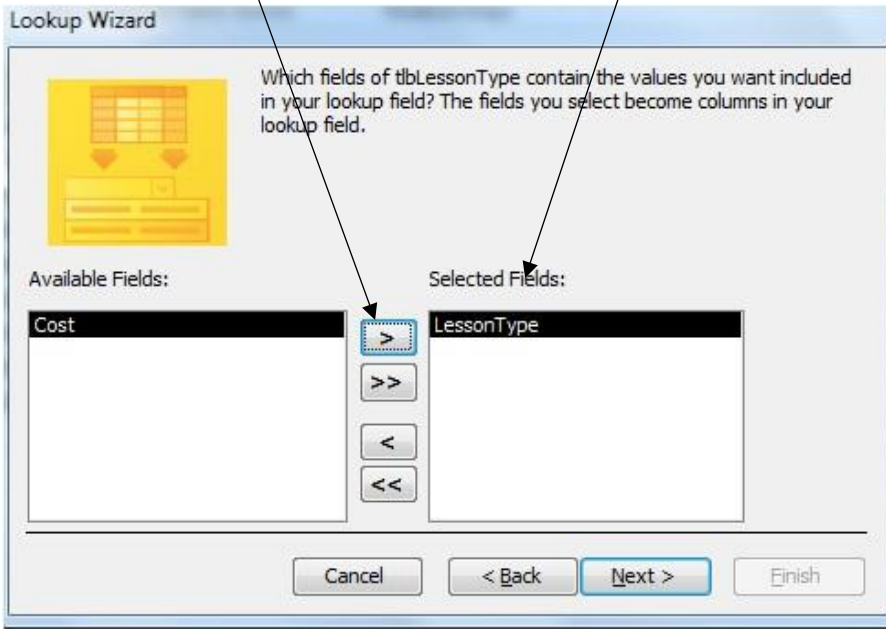 Lookup Wizard
Which fields of tlbLessonType contain the values you want included
in your lookup field? The fields you select become columns in your
lookup field.
Available Fields:
Selected Fields:
Cost
LessonType
>
>>
<
<<
Cancel
< Back
Next >
Finish